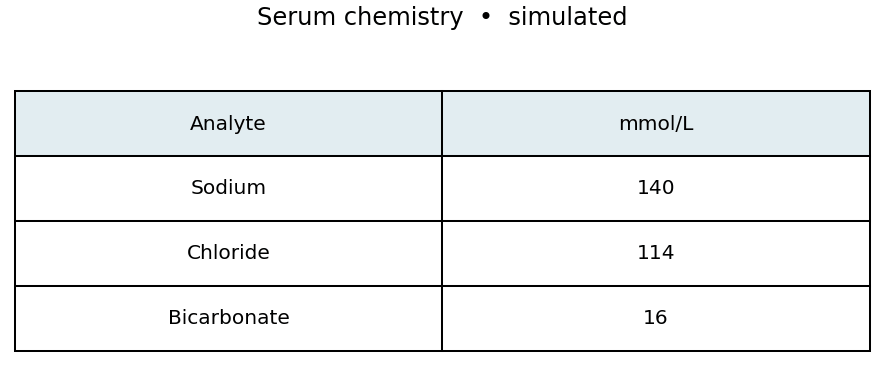 Serum chemistry • simulated
Analyte mmol/L
Sodium 140
Chloride 114
Bicarbonate 16